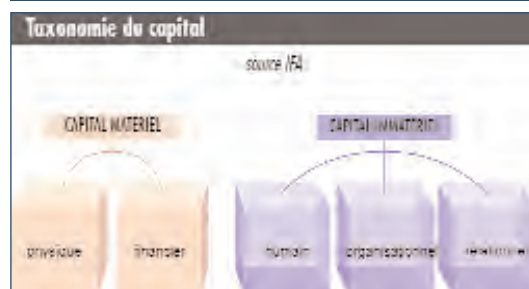 Taxonomie du capital
source IFA
CAPITAL MATERIEL
CAPITAL IMMATERIEL
physique
financier
humain
organisationnel
relationnel